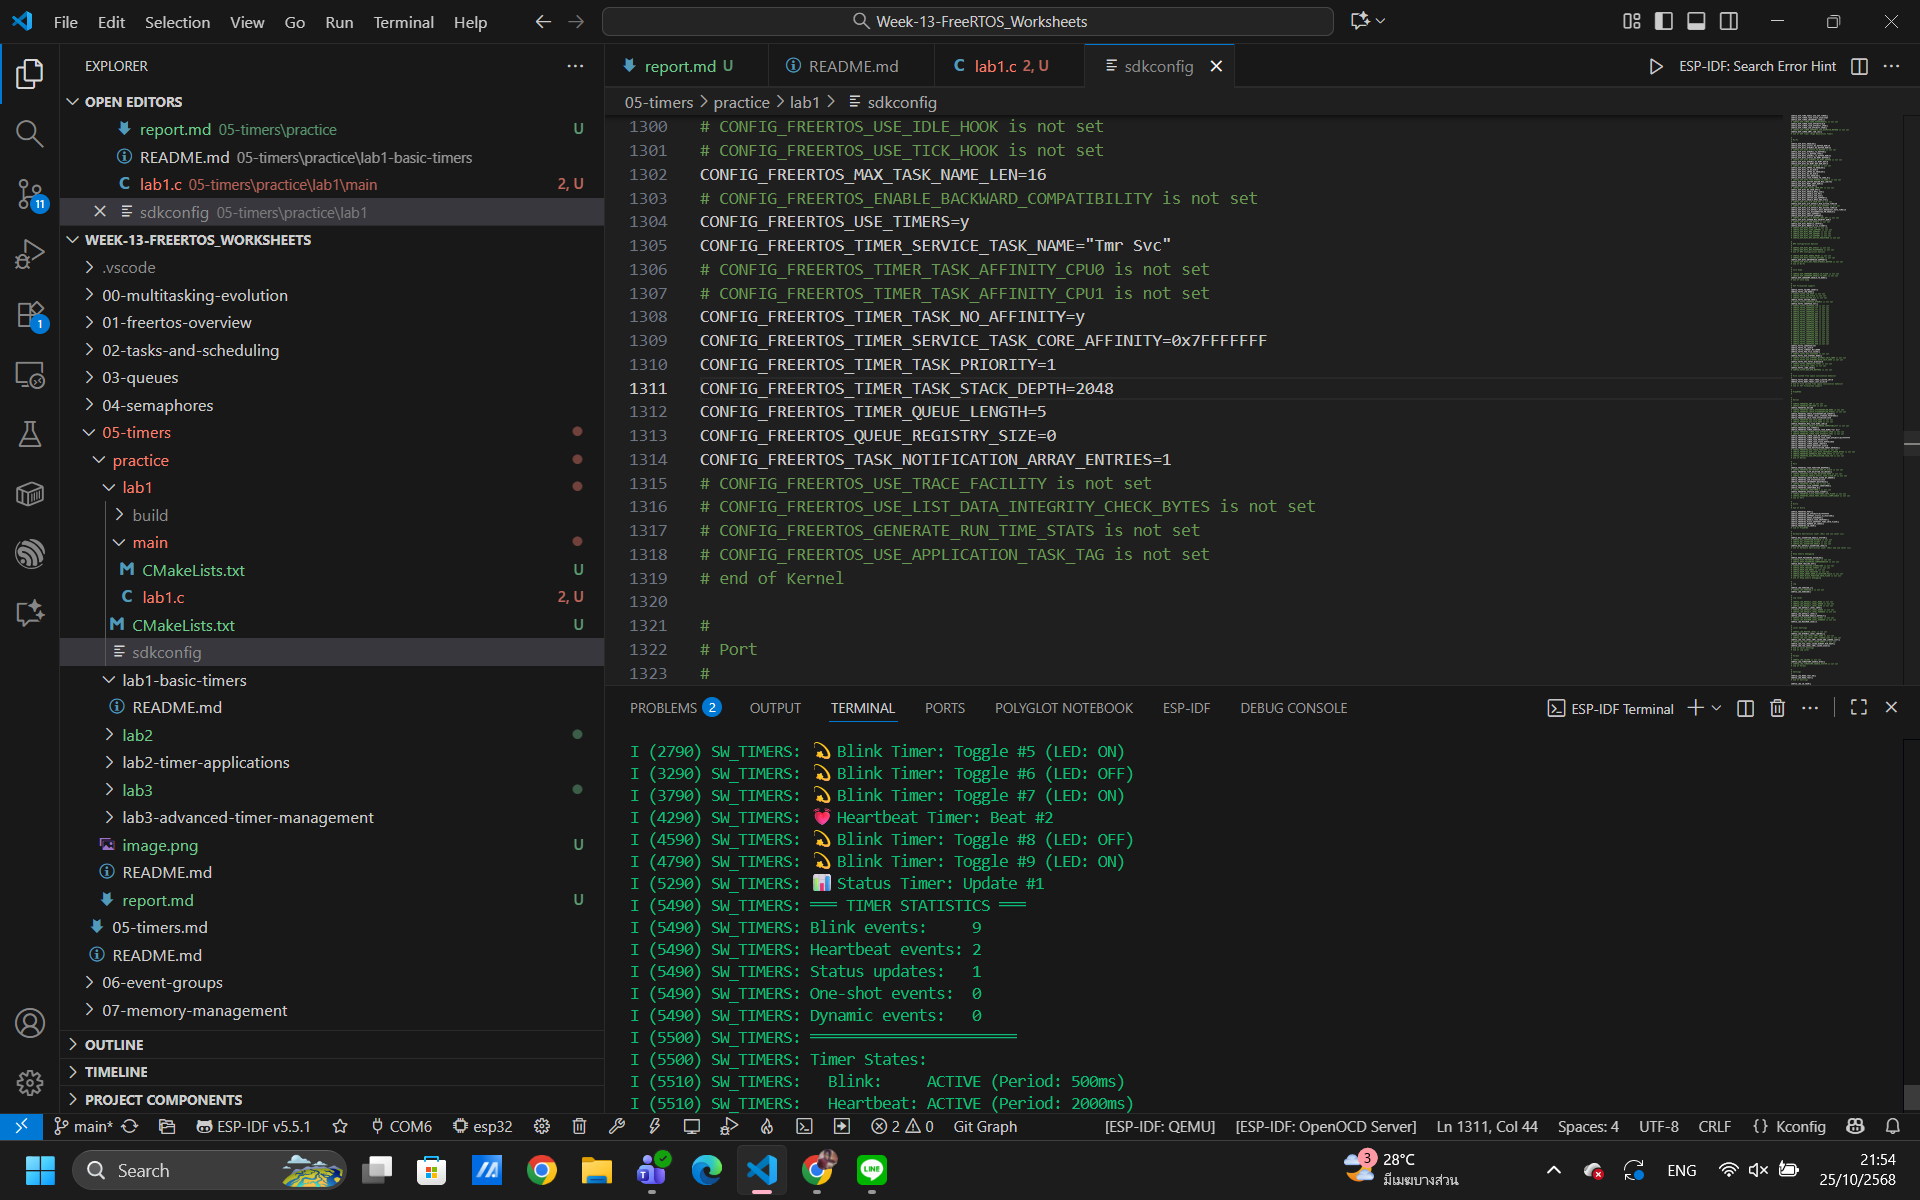 File Edit Selection View Go Run Terminal Help
Week-13-FreeRTOS_Worksheets
EXPLORER
OPEN EDITORS
report.md 05-timers\practice U
README.md 05-timers\practice\lab1-basic-timers
lab1.c 05-timers\practice\lab1\main 2, U
sdkconfig 05-timers\practice\lab1
WEEK-13-FREERTOS_WORKSHEETS
.vscode
00-multitasking-evolution
01-freertos-overview
02-tasks-and-scheduling
03-queues
04-semaphores
05-timers
practice
lab1
build
main
CMakeLists.txt U
lab1.c 2, U
CMakeLists.txt U
sdkconfig
lab1-basic-timers
README.md
lab2
lab2-timer-applications
lab3
lab3-advanced-timer-management
image.png U
README.md
report.md U
05-timers.md
README.md
06-event-groups
07-memory-management
OUTLINE
TIMELINE
PROJECT COMPONENTS
11
1
report.md U README.md lab1.c 2, U sdkconfig
ESP-IDF: Search Error Hint
05-timers > practice > lab1 > sdkconfig
1300 # CONFIG_FREERTOS_USE_IDLE_HOOK is not set
1301 # CONFIG_FREERTOS_USE_TICK_HOOK is not set
1302 CONFIG_FREERTOS_MAX_TASK_NAME_LEN=16
1303 # CONFIG_FREERTOS_ENABLE_BACKWARD_COMPATIBILITY is not set
1304 CONFIG_FREERTOS_USE_TIMERS=y
1305 CONFIG_FREERTOS_TIMER_SERVICE_TASK_NAME="Tmr Svc"
1306 # CONFIG_FREERTOS_TIMER_TASK_AFFINITY_CPU0 is not set
1307 # CONFIG_FREERTOS_TIMER_TASK_AFFINITY_CPU1 is not set
1308 CONFIG_FREERTOS_TIMER_TASK_NO_AFFINITY=y
1309 CONFIG_FREERTOS_TIMER_SERVICE_TASK_CORE_AFFINITY=0x7FFFFFFF
1310 CONFIG_FREERTOS_TIMER_TASK_PRIORITY=1
1311 CONFIG_FREERTOS_TIMER_TASK_STACK_DEPTH=2048
1312 CONFIG_FREERTOS_TIMER_QUEUE_LENGTH=5
1313 CONFIG_FREERTOS_QUEUE_REGISTRY_SIZE=0
1314 CONFIG_FREERTOS_TASK_NOTIFICATION_ARRAY_ENTRIES=1
1315 # CONFIG_FREERTOS_USE_TRACE_FACILITY is not set
1316 # CONFIG_FREERTOS_USE_LIST_DATA_INTEGRITY_CHECK_BYTES is not set
1317 # CONFIG_FREERTOS_GENERATE_RUN_TIME_STATS is not set
1318 # CONFIG_FREERTOS_USE_APPLICATION_TASK_TAG is not set
1319 # end of Kernel
1320
1321 #
1322 # Port
1323 #
PROBLEMS 2 OUTPUT TERMINAL PORTS POLYGLOT NOTEBOOK ESP-IDF DEBUG CONSOLE
ESP-IDF Terminal
I (2790) SW_TIMERS: 💫 Blink Timer: Toggle #5 (LED: ON)
I (3290) SW_TIMERS: 💫 Blink Timer: Toggle #6 (LED: OFF)
I (3790) SW_TIMERS: 💫 Blink Timer: Toggle #7 (LED: ON)
I (4290) SW_TIMERS: 💗 Heartbeat Timer: Beat #2
I (4590) SW_TIMERS: 💫 Blink Timer: Toggle #8 (LED: OFF)
I (4790) SW_TIMERS: 💫 Blink Timer: Toggle #9 (LED: ON)
I (5290) SW_TIMERS: 📊 Status Timer: Update #1
I (5490) SW_TIMERS: ═══ TIMER STATISTICS ═══
I (5490) SW_TIMERS: Blink events:     9
I (5490) SW_TIMERS: Heartbeat events: 2
I (5490) SW_TIMERS: Status updates:   1
I (5490) SW_TIMERS: One-shot events:  0
I (5490) SW_TIMERS: Dynamic events:   0
I (5500) SW_TIMERS: ═══════════════════════
I (5500) SW_TIMERS: Timer States:
I (5510) SW_TIMERS:   Blink:     ACTIVE (Period: 500ms)
I (5510) SW_TIMERS:   Heartbeat: ACTIVE (Period: 2000ms)
main* ESP-IDF v5.5.1 COM6 esp32 2 0 Git Graph [ESP-IDF: QEMU] [ESP-IDF: OpenOCD Server] Ln 1311, Col 44 Spaces: 4 UTF-8 CRLF {} Kconfig
Search
3
28°C
มีเมฆบางส่วน
ENG
21:54
25/10/2568
LINE